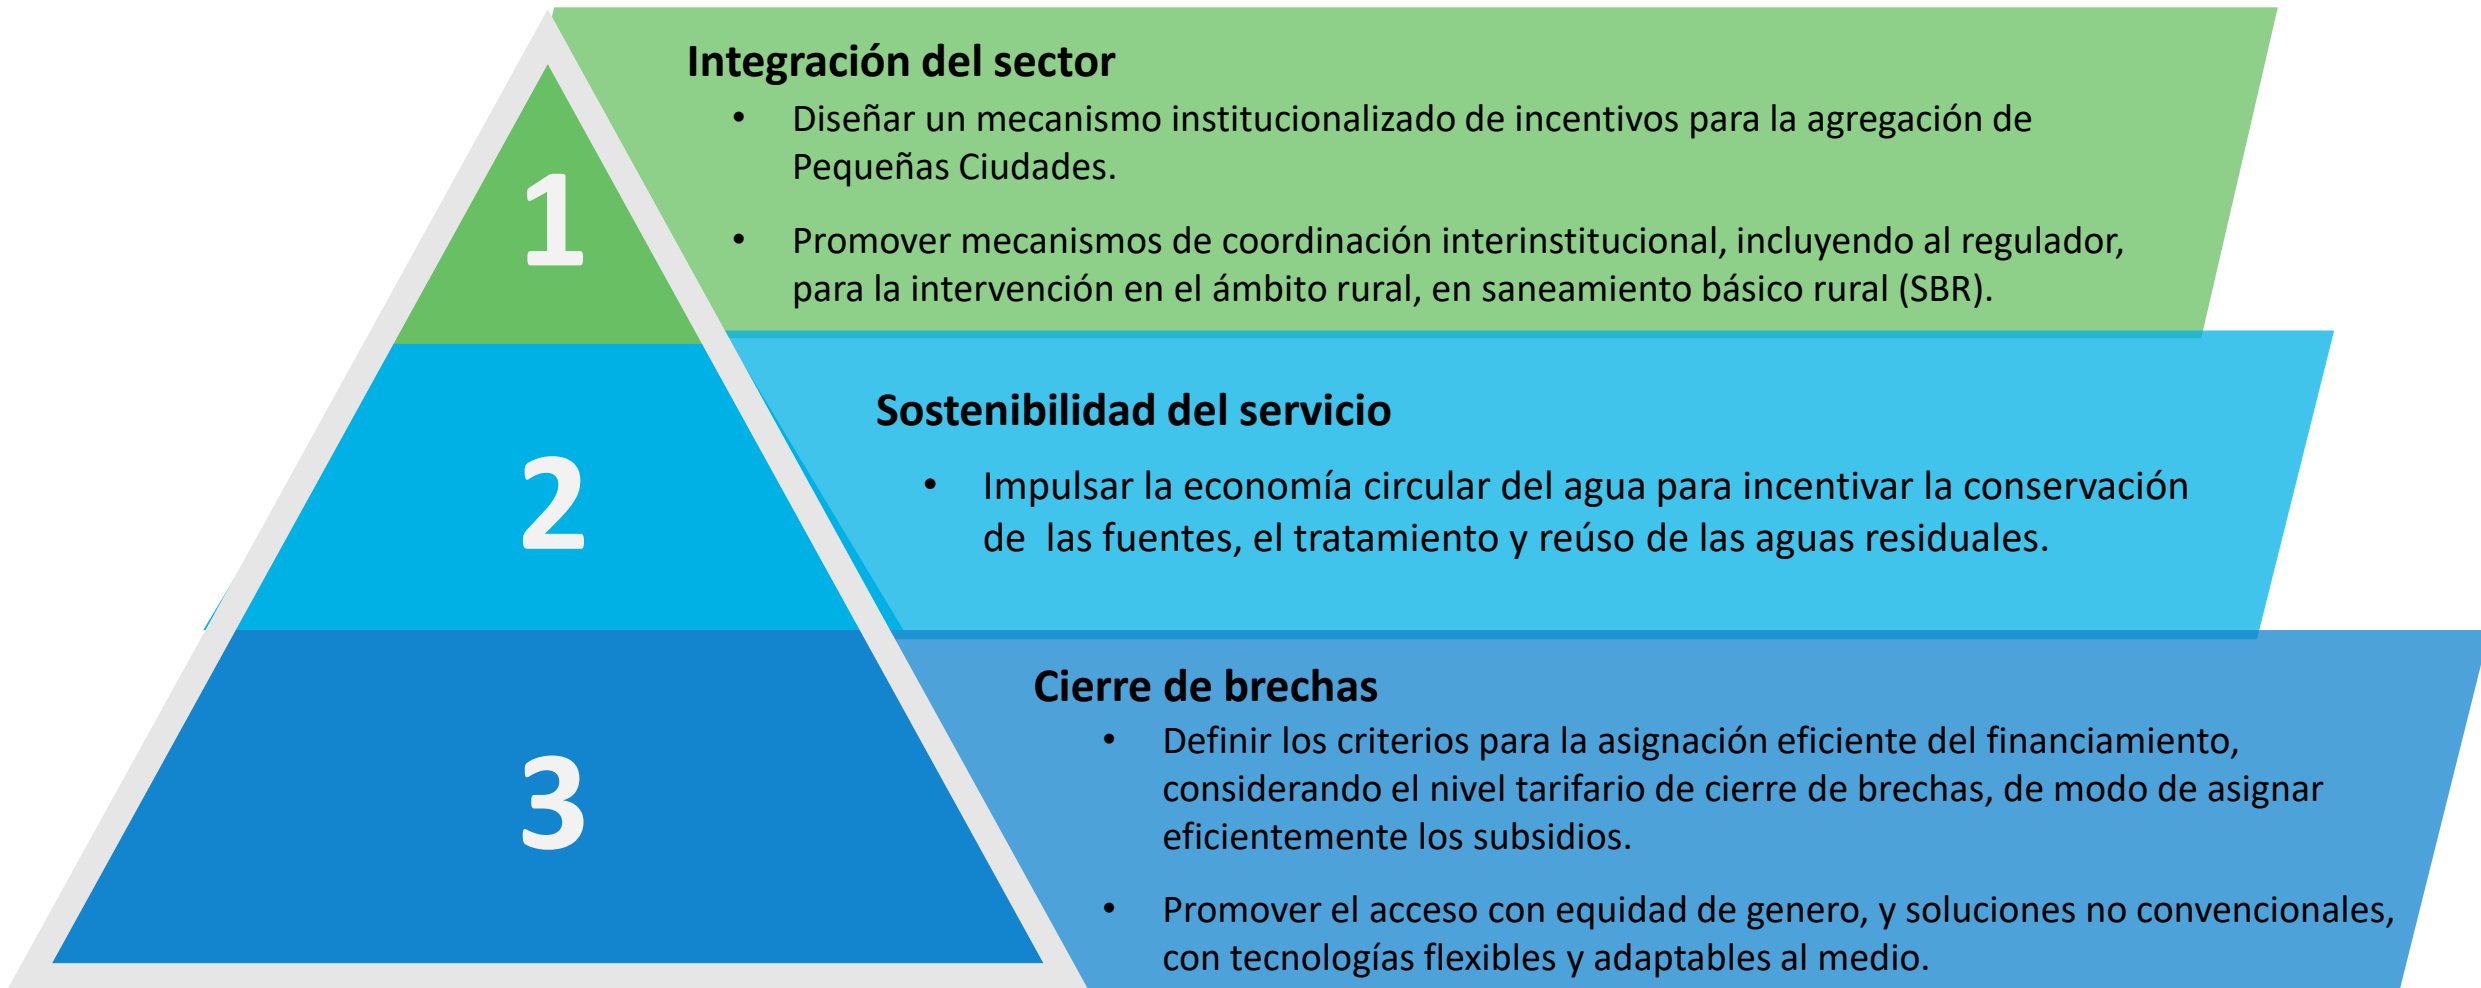 1
Integración del sector
• Diseñar un mecanismo institucionalizado de incentivos para la agregación de
Pequeñas Ciudades.
• Promover mecanismos de coordinación interinstitucional, incluyendo al regulador,
para la intervención en el ámbito rural, en saneamiento básico rural (SBR).
2
Sostenibilidad del servicio
• Impulsar la economía circular del agua para incentivar la conservación
de las fuentes, el tratamiento y reúso de las aguas residuales.
3
Cierre de brechas
• Definir los criterios para la asignación eficiente del financiamiento,
considerando el nivel tarifario de cierre de brechas, de modo de asignar
eficientemente los subsidios.
• Promover el acceso con equidad de genero, y soluciones no convencionales,
con tecnologías flexibles y adaptables al medio.